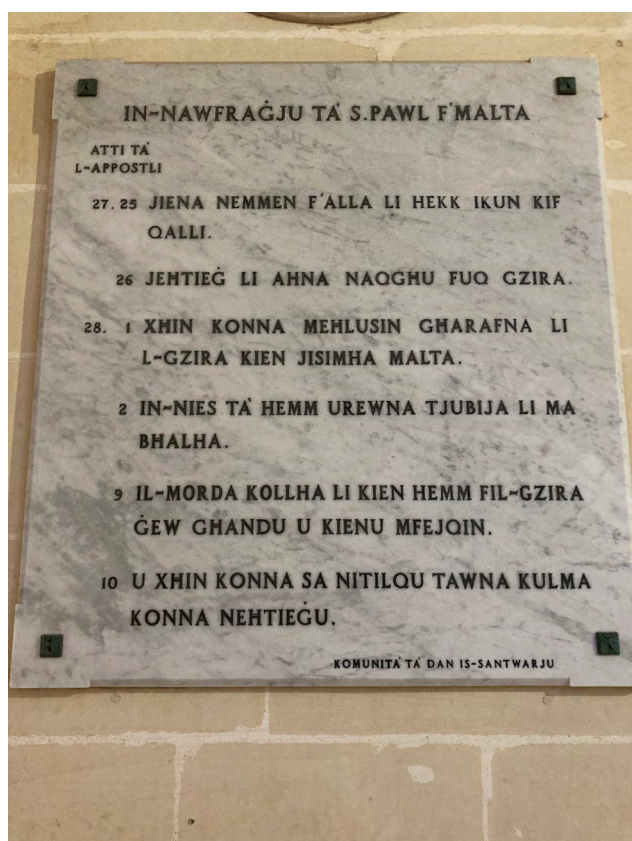 IN-NAWFRAĠJU TA' S.PAWL F'MALTA
ATTI TA'
L-APPOSTLI
27. 25 JIENA NEMMEN F'ALLA LI HEKK IKUN KIF
QALLI.
26 JEHTIEĠ LI AHNA NAQGHU FUQ GZIRA.
28. 1 XHIN KONNA MEHLUSIN GHARAFNA LI
L-GZIRA KIEN JISIMHA MALTA.
2 IN-NIES TA' HEMM UREWNA TJUBIJA LI MA
BHALHA.
9 IL-MORDA KOLLHA LI KIEN HEMM FIL-GZIRA
ĠEW GHANDU U KIENU MFEJQIN.
10 U XHIN KONNA SA NITILQU TAWNA KULMA
KONNA NEHTIEĠU.
KOMUNITA' TA' DAN IS-SANTWARJU